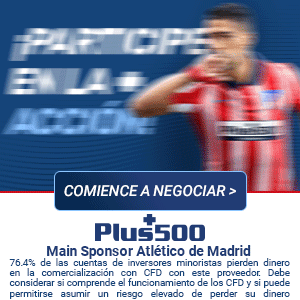 ¡PARTICIPE
EN LA +
ACCIÓN!
COMIENCE A NEGOCIAR >
Plus500
Main Sponsor Atlético de Madrid
76.4% de las cuentas de inversores minoristas pierden dinero
en la comercialización con CFD con este proveedor. Debe
considerar si comprende el funcionamiento de los CFD y si puede
permitirse asumir un riesgo elevado de perder su dinero